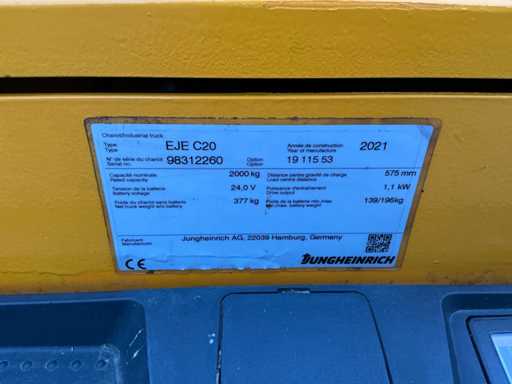 Chariot/Industrial truck
Type
Type
EJE C20
Année de construction
Year of manufacture
2021
N° de série du chariot
Serial no.
98312260
Option
Option
19 115 53
Capacité nominale
Rated capacity
2000 kg
Distance centre gravité de charge
Load centre distance
575 mm
Tension de la batterie
Battery voltage
24,0 V
Puissance d'entraînement
Drive output
1,1 kW
Poids du chariot sans batterie
Net truck weight w/o battery
377 kg
Poids de la batterie min./max.
Min./max. battery weight
139/196kg
Fabricant
Manufacturer
Jungheinrich AG, 22039 Hamburg, Germany
CE
JUNGHEINRICH